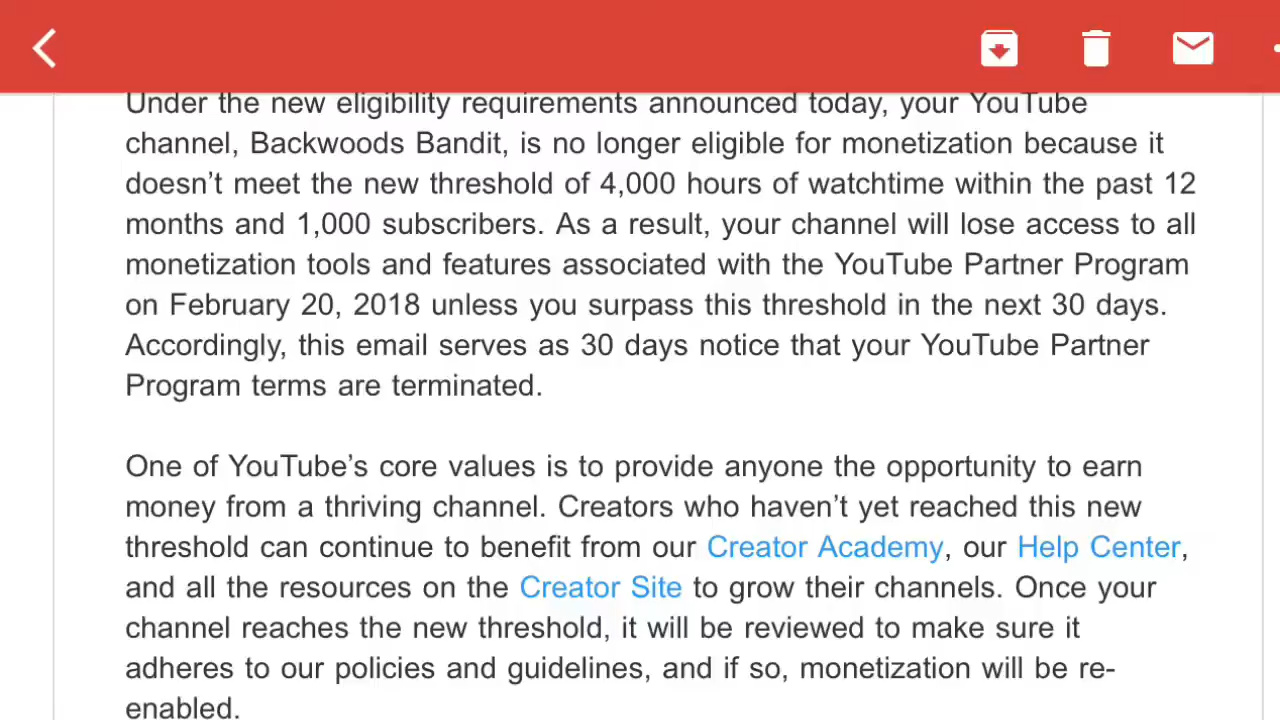 Under the new eligibility requirements announced today, your YouTube
channel, Backwoods Bandit, is no longer eligible for monetization because it
doesn’t meet the new threshold of 4,000 hours of watchtime within the past 12
months and 1,000 subscribers. As a result, your channel will lose access to all
monetization tools and features associated with the YouTube Partner Program
on February 20, 2018 unless you surpass this threshold in the next 30 days.
Accordingly, this email serves as 30 days notice that your YouTube Partner
Program terms are terminated.
One of YouTube’s core values is to provide anyone the opportunity to earn
money from a thriving channel. Creators who haven’t yet reached this new
threshold can continue to benefit from our Creator Academy, our Help Center,
and all the resources on the Creator Site to grow their channels. Once your
channel reaches the new threshold, it will be reviewed to make sure it
adheres to our policies and guidelines, and if so, monetization will be re-
enabled.